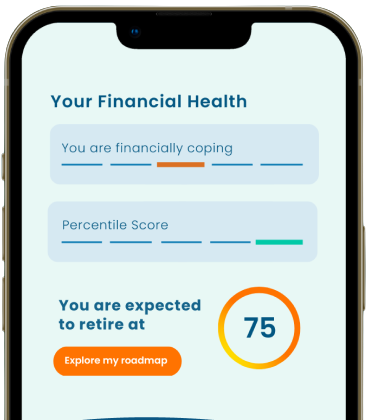 Your Financial Health
You are financially coping
Percentile Score
You are expected
to retire at
75
Explore my roadmap